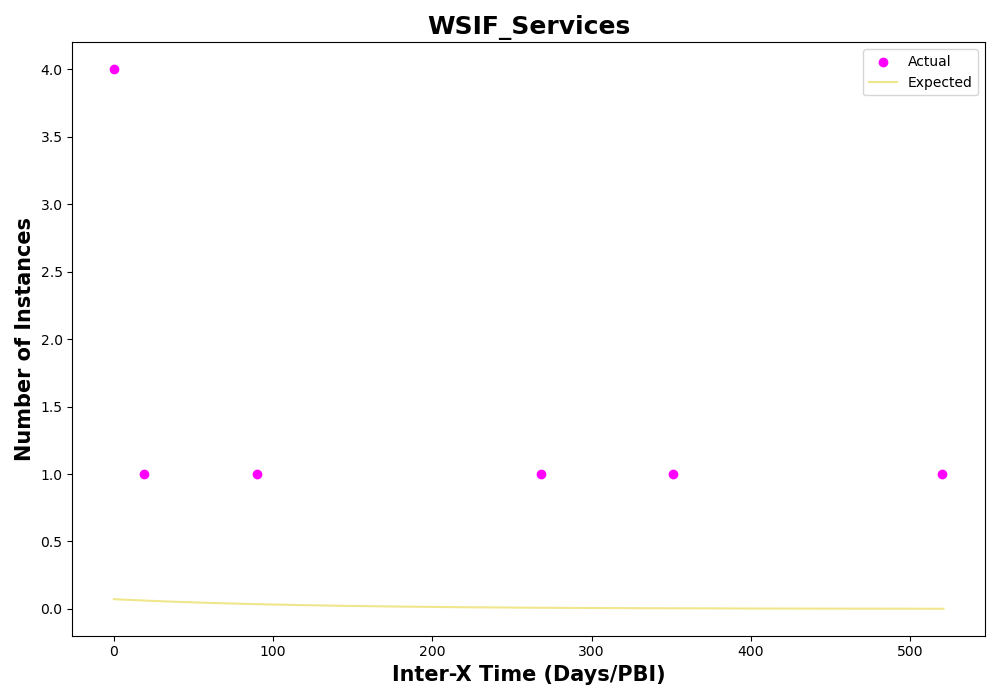 WSIF_Services
Actual
Expected
4.0
3.5
3.0
2.5
2.0
1.5
1.0
0.5
0.0
Number of Instances
0 100 200 300 400 500
Inter-X Time (Days/PBI)